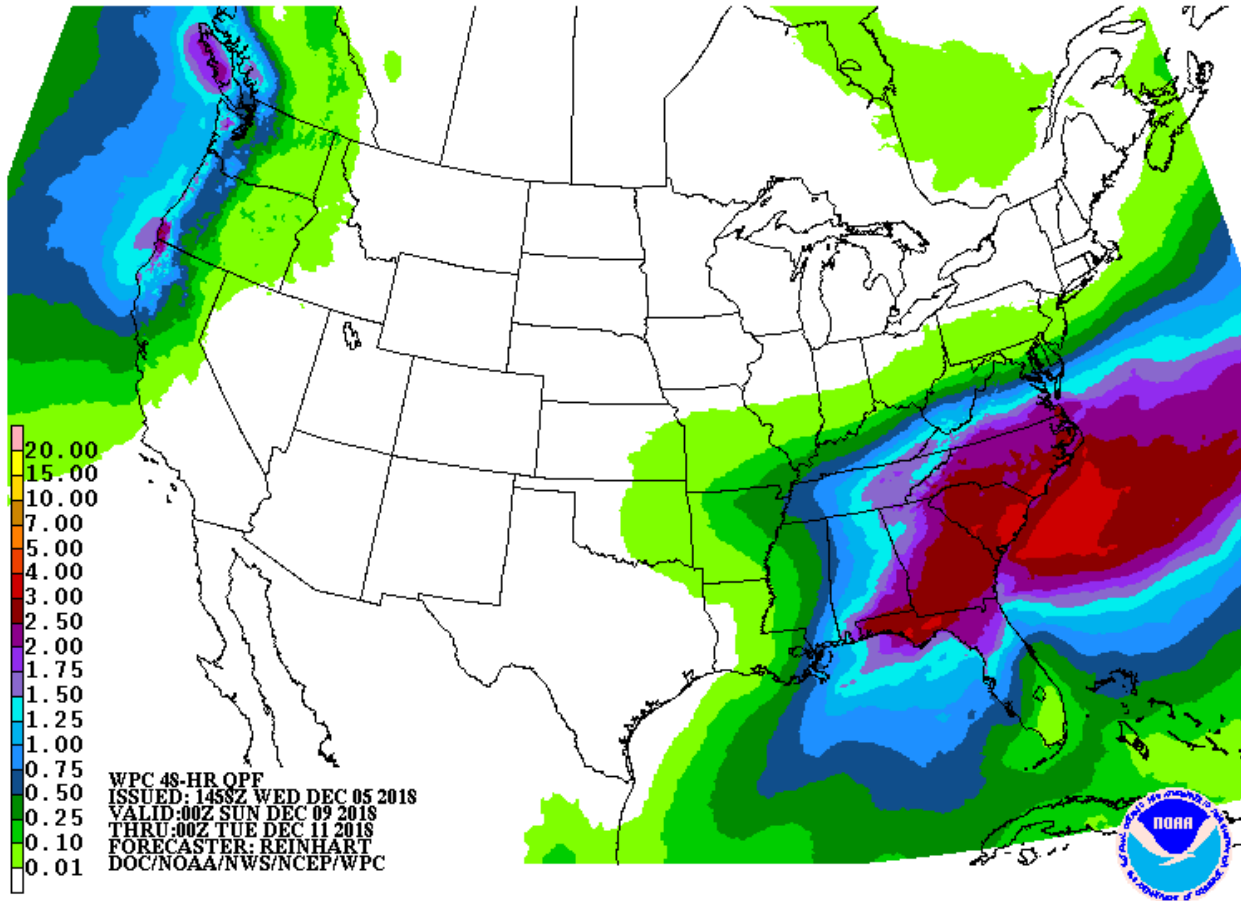 20.00
15.00
10.00
7.00
5.00
4.00
3.00
2.50
2.00
1.75
1.50
1.25
1.00
0.75
0.50
0.25
0.10
0.01
WPC 48-HR QPF
ISSUED: 1458Z WED DEC 05 2018
VALID:00Z SUN DEC 09 2018
THRU:00Z TUE DEC 11 2018
FORECASTER: REINHART
DOC/NOAA/NWS/NCEP/WPC
NOAA